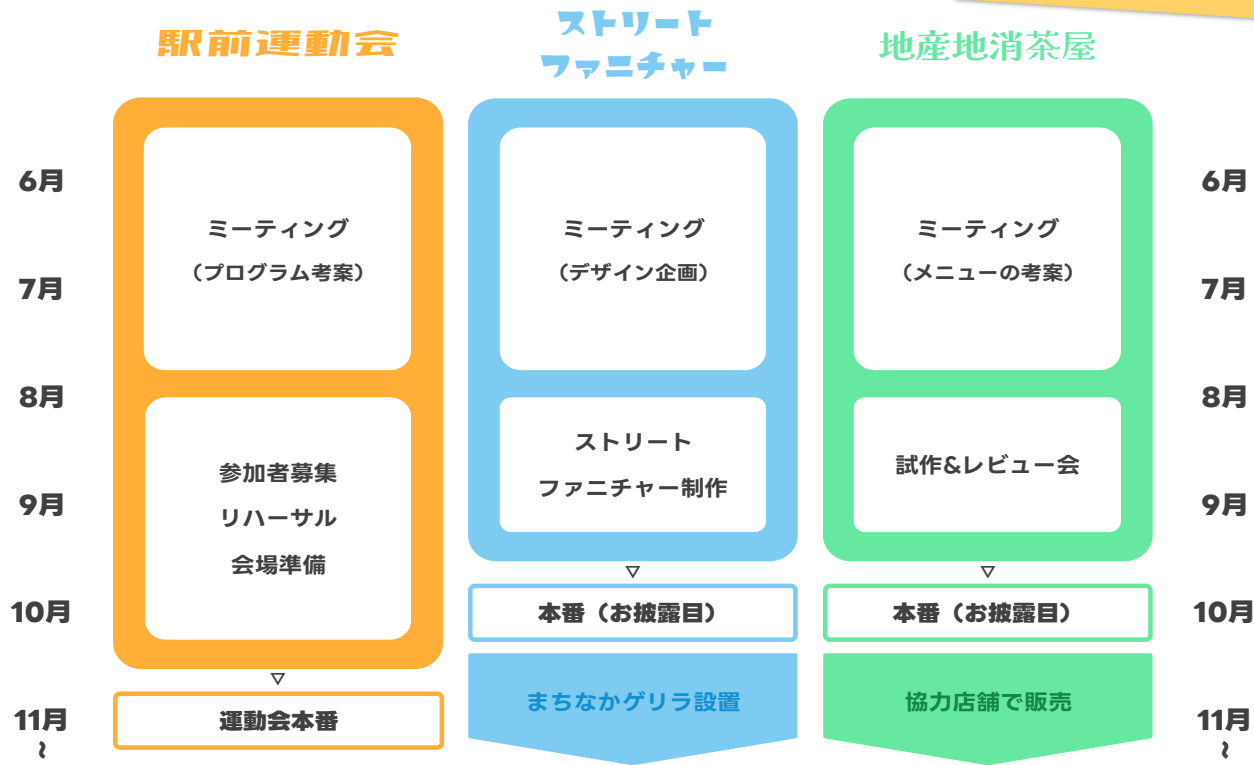 駅前運動会
ストリート
ファニチャー
地産地消茶屋
6月
7月
8月
9月
10月
11月
~
ミーティング
（プログラム考案）
参加者募集
リハーサル
会場準備
▽
運動会本番
ミーティング
（デザイン企画）
ストリート
ファニチャー制作
▽
本番（お披露目）
まちなかゲリラ設置
ミーティング
（メニューの考案）
試作&レビュー会
▽
本番（お披露目）
協力店舗で販売
6月
7月
8月
9月
10月
11月
~